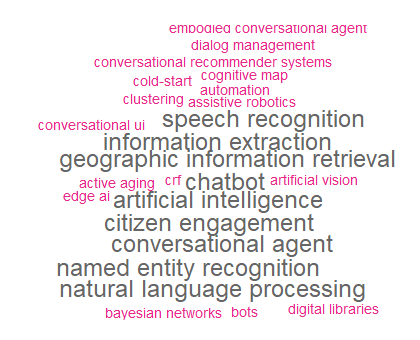 embodied conversational agent
dialog management
conversational recommender systems
cold-start cognitive map
automation
clustering assistive robotics
conversational ui speech recognition
information extraction
geographic information retrieval
active aging crf chatbot artificial vision
edge ai artificial intelligence
citizen engagement
conversational agent
named entity recognition
natural language processing
bayesian networks bots digital libraries